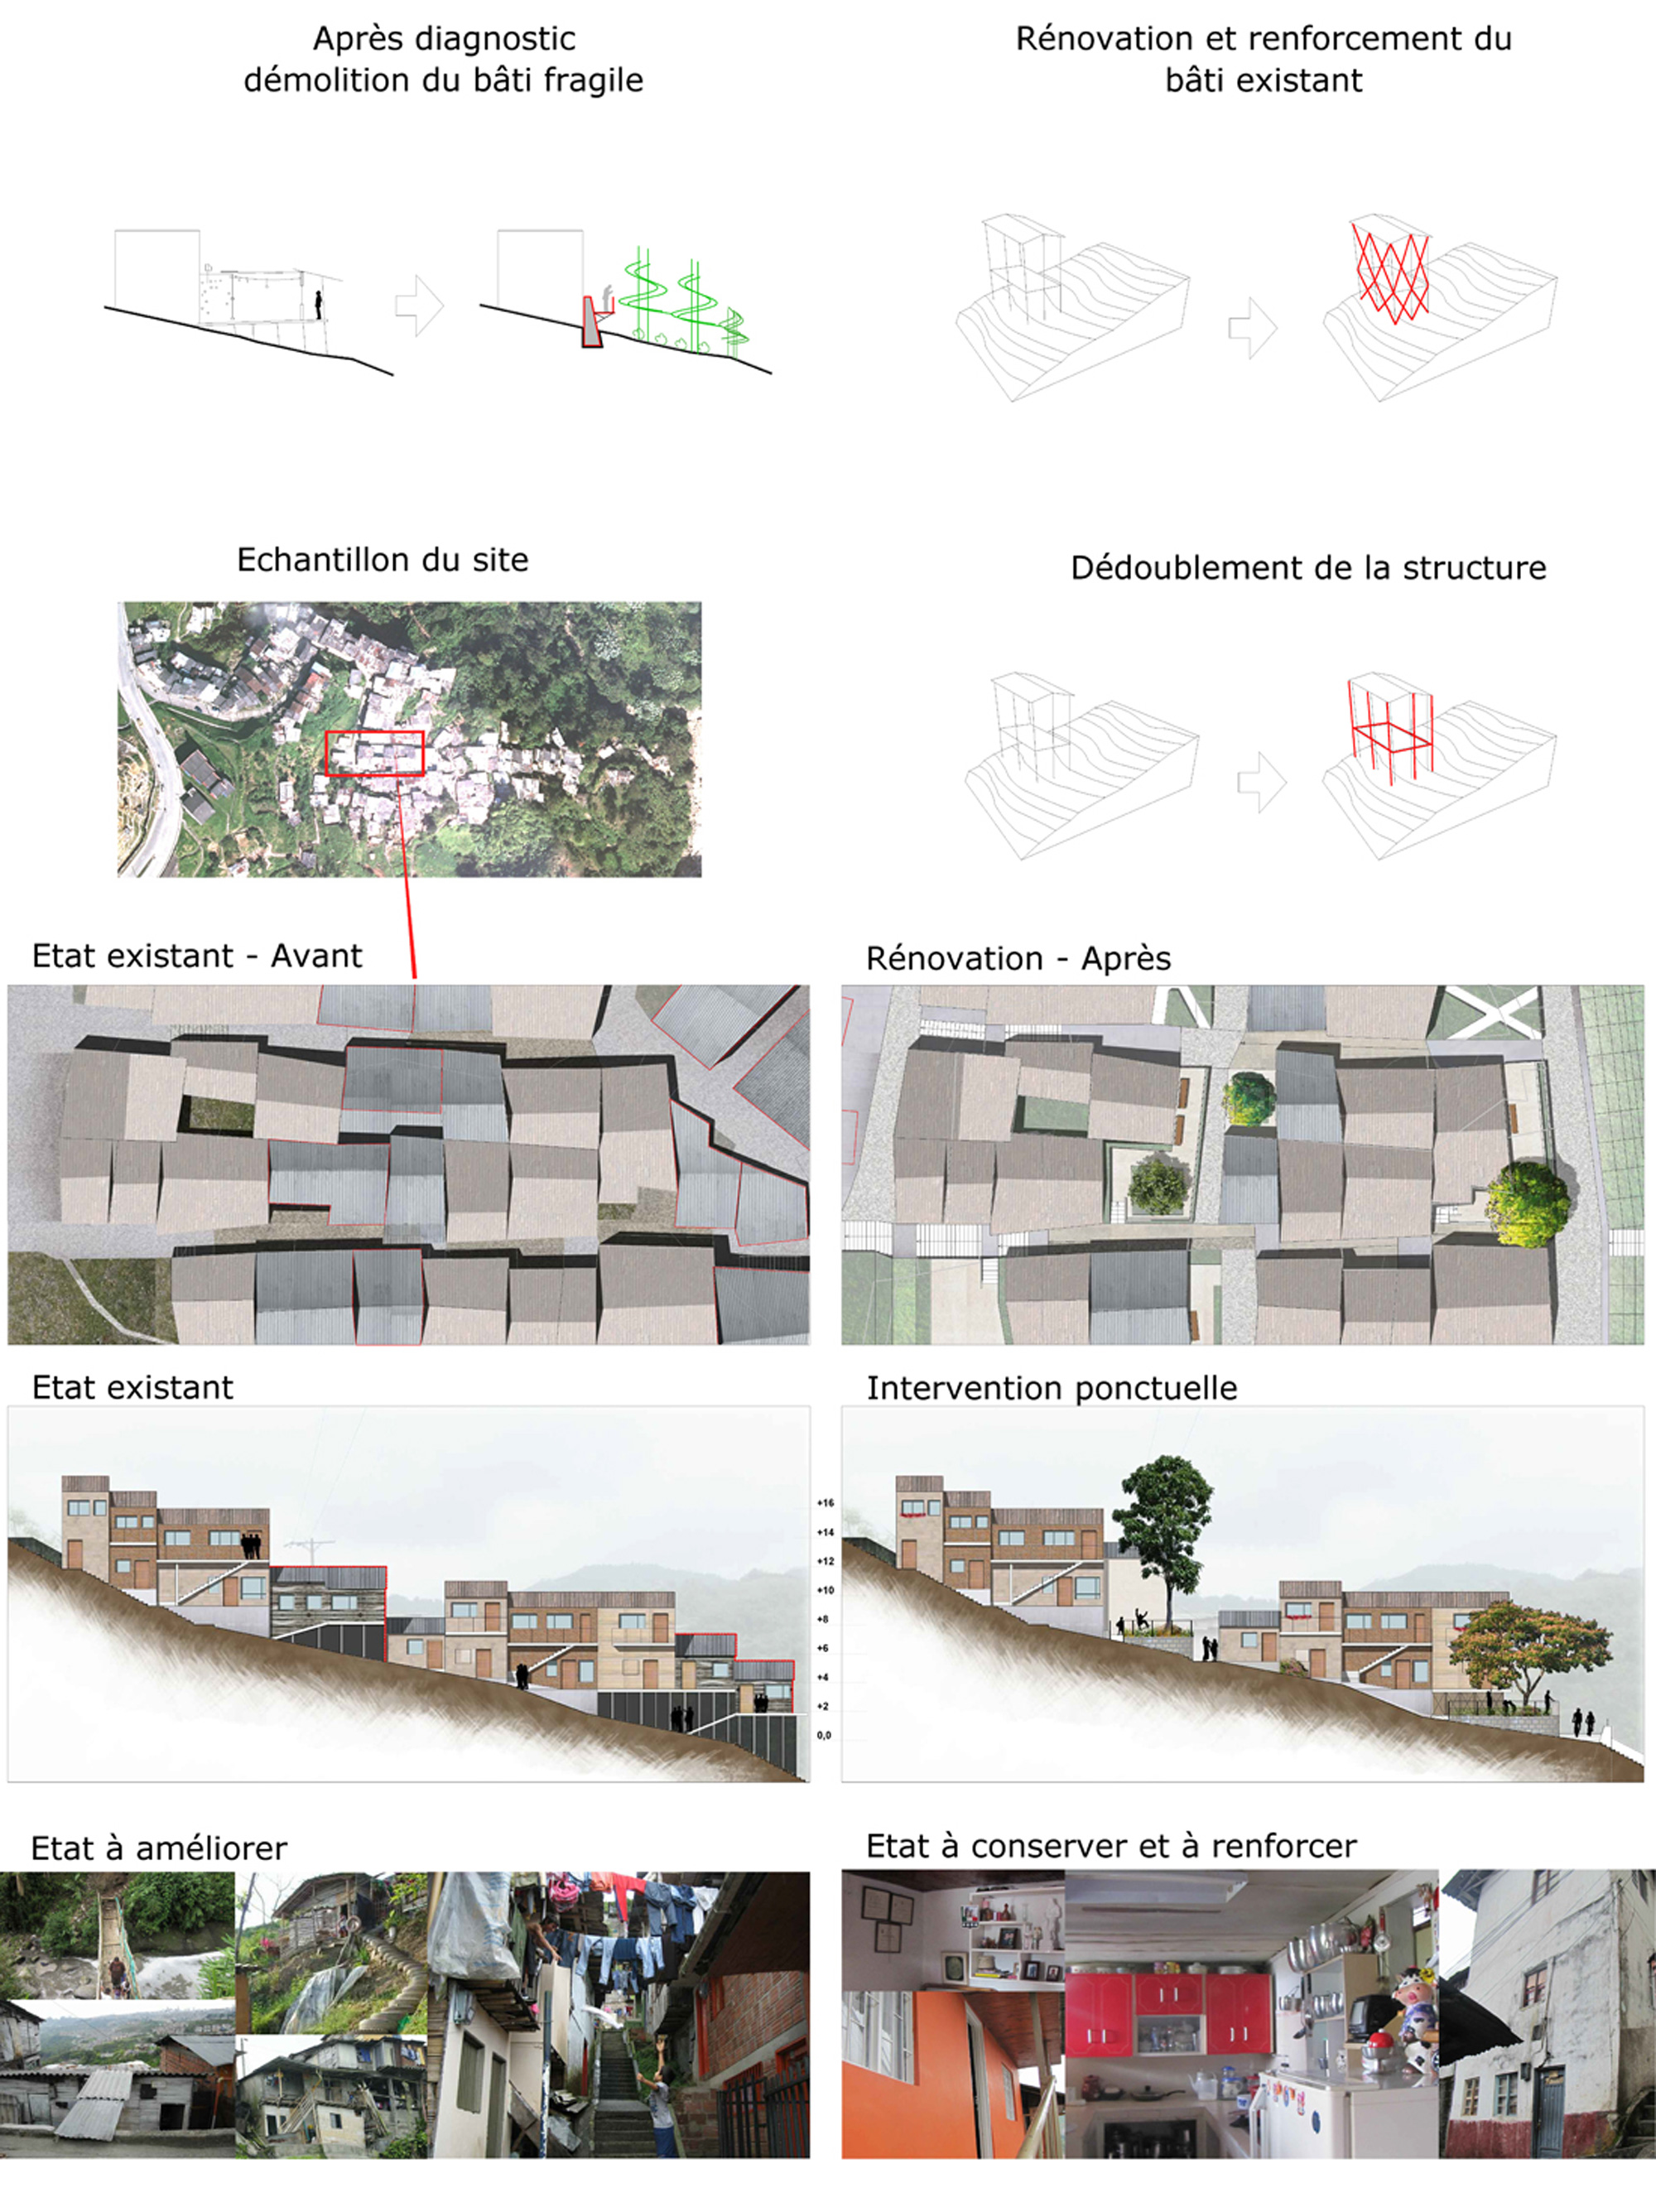 Après diagnostic
démolition du bâti fragile
Rénovation et renforcement du
bâti existant
Echantillon du site
Dédoublement de la structure
Etat existant - Avant
Rénovation - Après
Etat existant
Intervention ponctuelle
+16
+14
+12
+10
+8
+6
+4
+2
0,0
Etat à améliorer
Etat à conserver et à renforcer